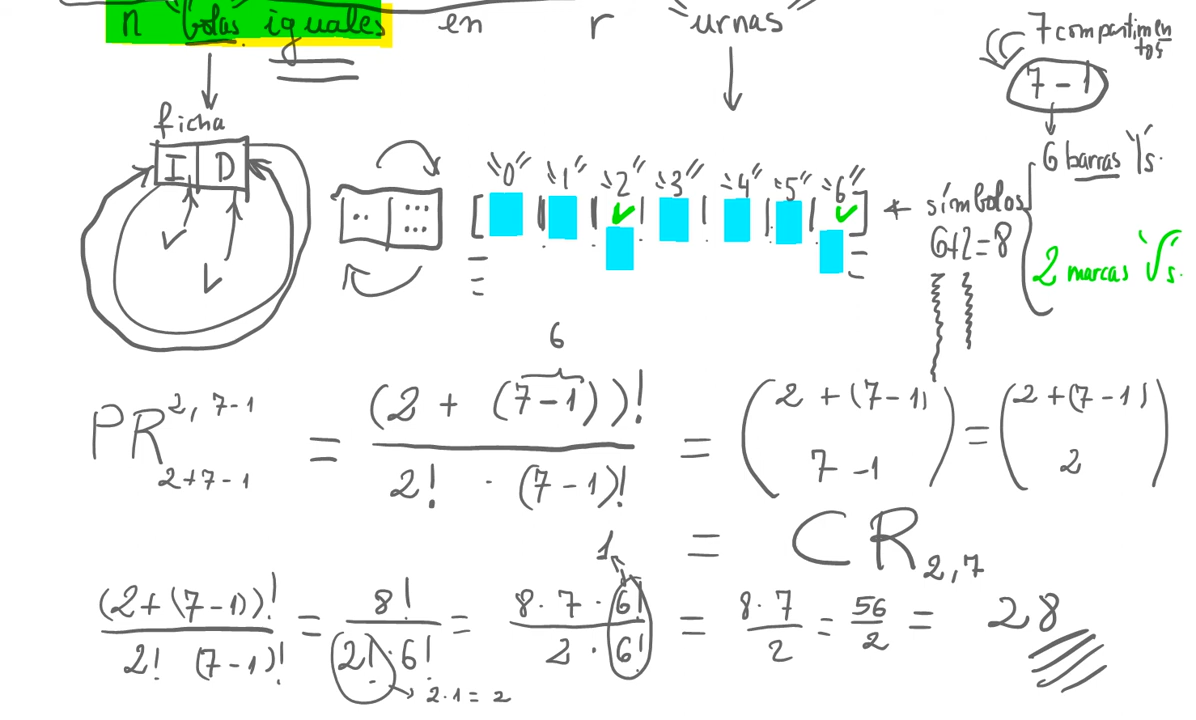 n "bolas iguales en r "urnas"
7 compartimen
tos
7-1
ficha
I D
"0" "1" "2" "3" "4" "5" "6"
[ | | ✓ | | | | ✓ ]
6 barras "|"s.
* símbolos
6+2=8
2 marcas "✓"s.
6
PR^{2, 7-1}_{2+7-1} = (2 + (7-1))! / 2! · (7-1)! = (2 + (7-1) / 7-1) = (2 + (7-1) / 2)
1
= CR_{2,7}
(2+(7-1))! / 2! (7-1)! = 8! / (2!)·6! = 8·7·6! / 2·6! = 8·7 / 2 = 56 / 2 = 28
2·1=2